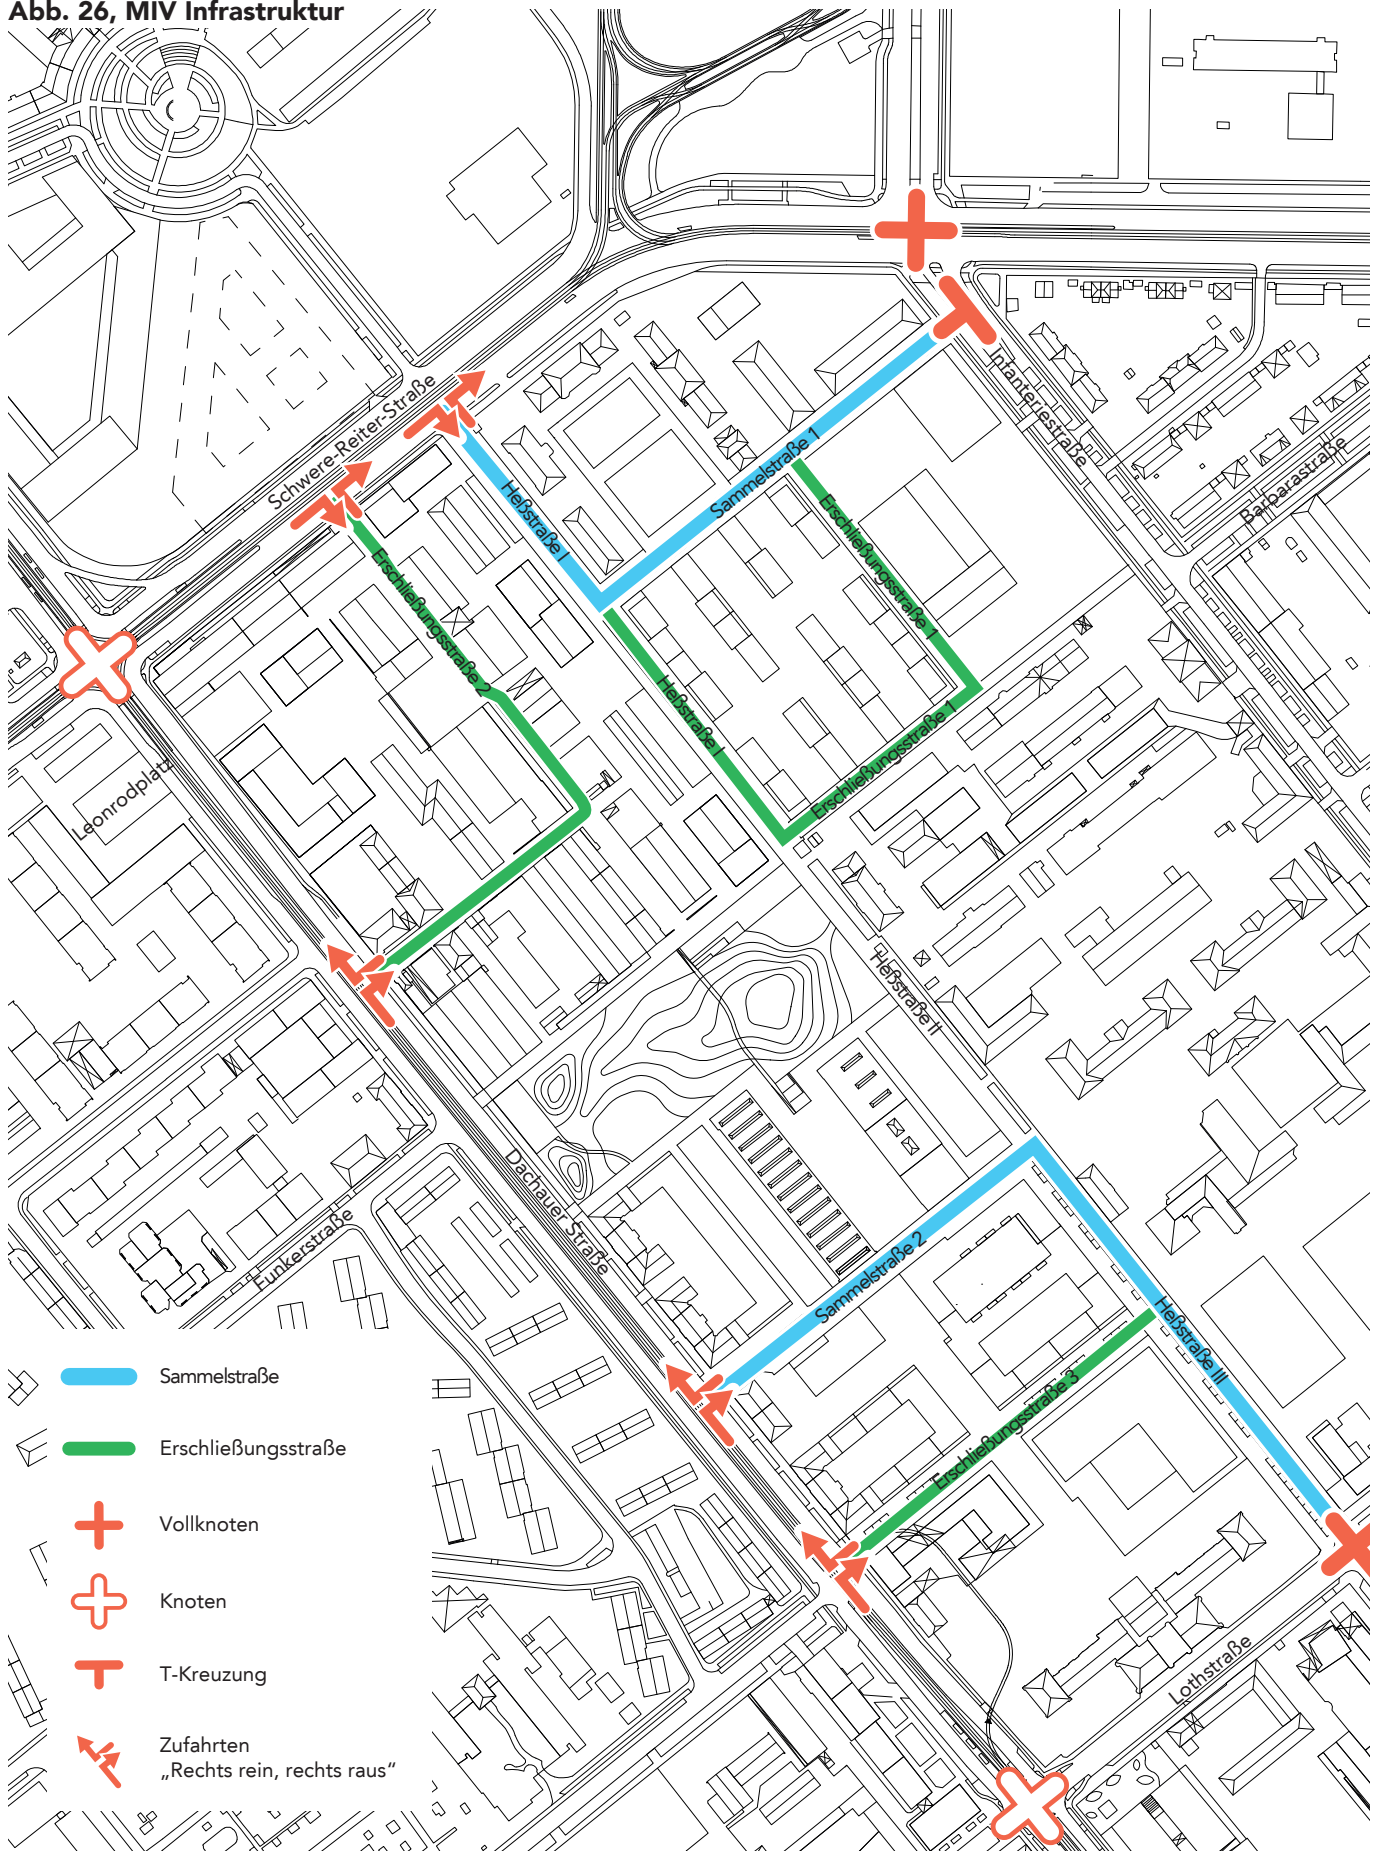 Abb. 26, MIV Infrastruktur
Schwere-Reiter-Straße
Infanteriestraße
Barbarastraße
Sammelstraße 1
Heßstraße I
Erschließungsstraße 1
Erschließungsstraße 2
Heßstraße I
Erschließungsstraße 1
Leonrodplatz
Heßstraße II
Dachauer Straße
Funkerstraße
Sammelstraße 2
Heßstraße III
Erschließungsstraße 3
Lothstraße
Sammelstraße
Erschließungsstraße
Vollknoten
Knoten
T-Kreuzung
Zufahrten
„Rechts rein, rechts raus“